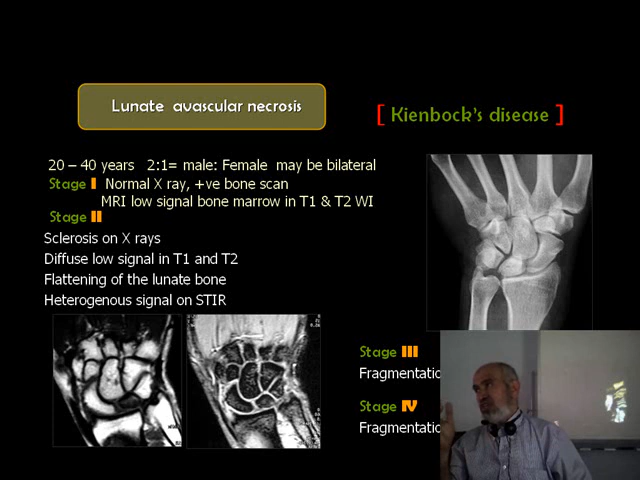 Lunate avascular necrosis
[ Kienbock's disease ]
20 – 40 years 2:1= male: Female may be bilateral
Stage I Normal X ray, +ve bone scan
MRI low signal bone marrow in T1 & T2 WI
Stage II
Sclerosis on X rays
Diffuse low signal in T1 and T2
Flattening of the lunate bone
Heterogenous signal on STIR
Stage III
Fragmentatio
Stage IV
Fragmentatio